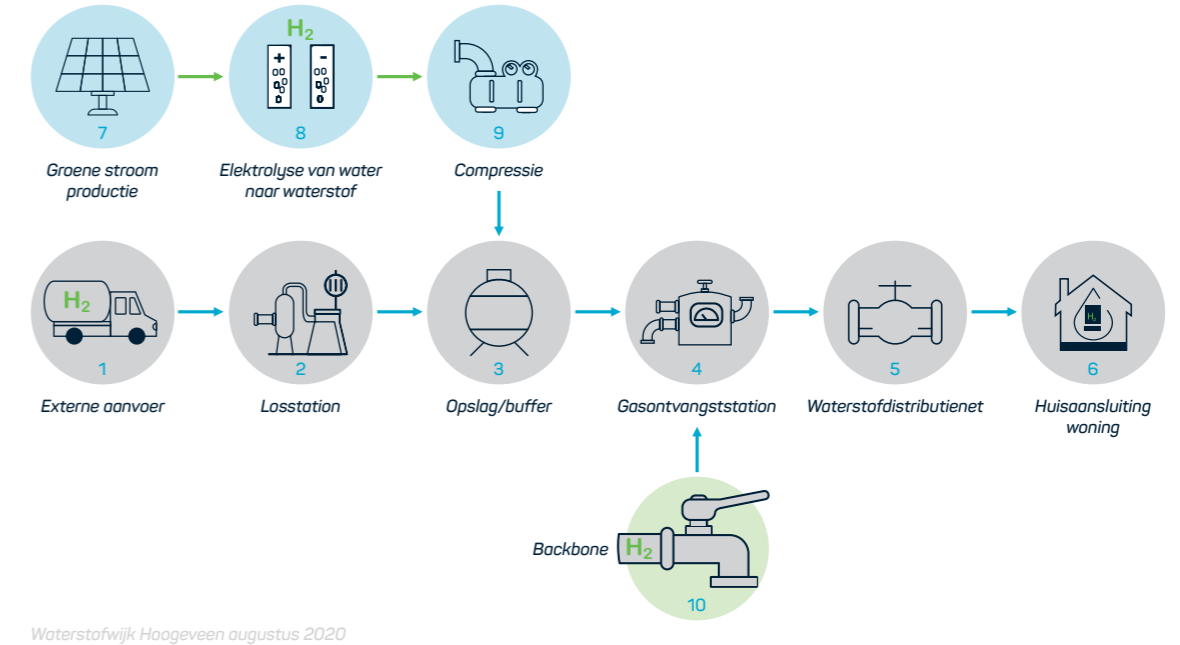 H₂
+ -
7
8
9
Groene stroom
productie
Elektrolyse van water
naar waterstof
Compressie
H₂
H₂
1
2
3
4
5
6
Externe aanvoer
Losstation
Opslag/buffer
Gasontvangststation
Waterstofdistributienet
Huisaansluiting
woning
Backbone
H₂
10
Waterstofwijk Hoogeveen augustus 2020